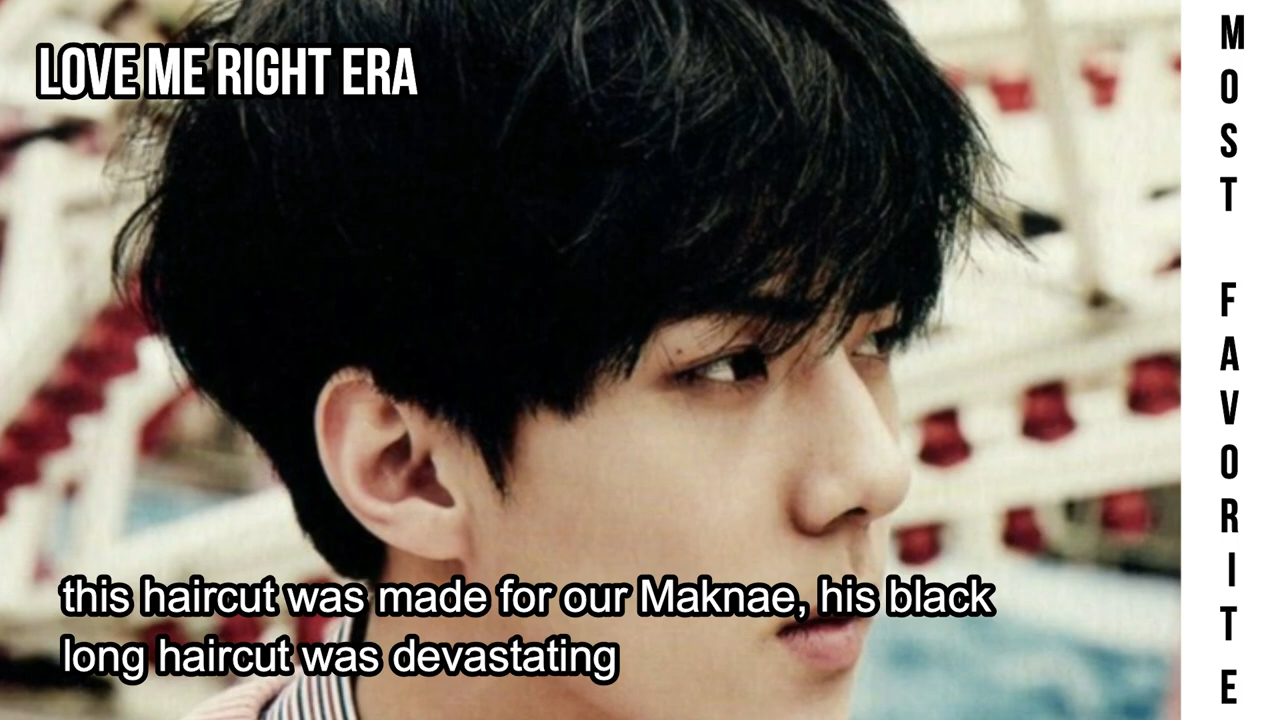 LOVE ME RIGHT ERA
this haircut was made for our Maknae, his black
long haircut was devastating
MOST FAVORITE